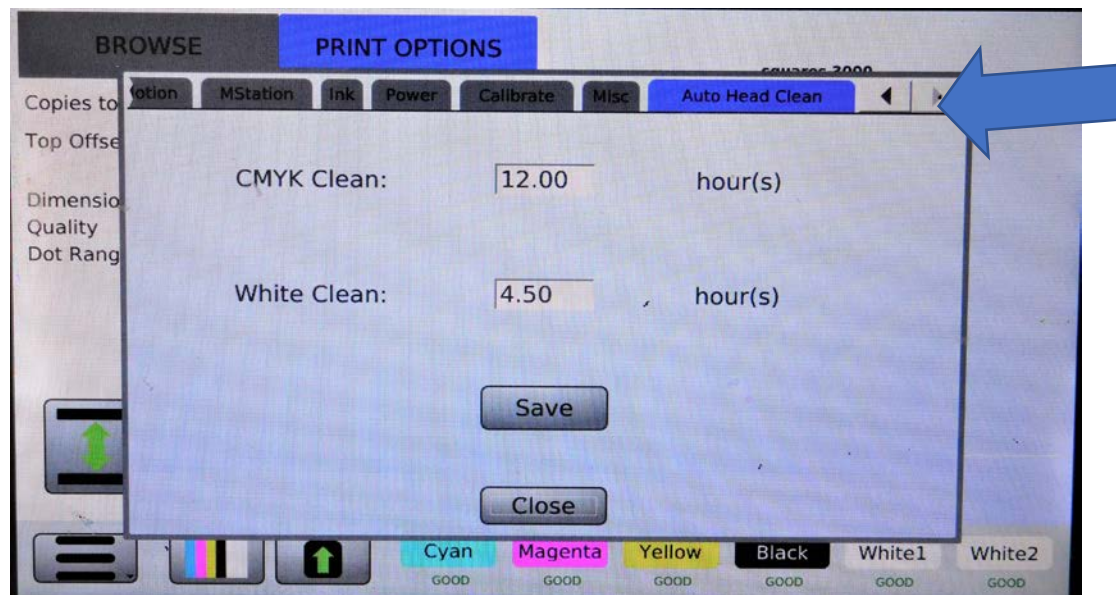 BROWSE PRINT OPTIONS
squares 2000
Copies to
otion MStation Ink Power Calibrate Misc Auto Head Clean
Top Offse
CMYK Clean: 12.00 hour(s)
Dimensio
Quality
Dot Rang
White Clean: 4.50 hour(s)
Save
Close
Cyan Magenta Yellow Black White1 White2
GOOD GOOD GOOD GOOD GOOD GOOD